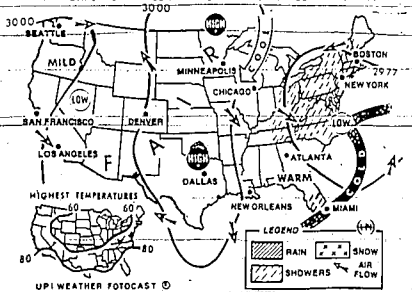 3000
3000
SEATTLE
HIGH
MILD
R
MINNEAPOLIS
BOSTON
2977
NEW YORK
CHICAGO
LOW
SAN FRANCISCO
DENVER
LOW
COLD
LOS ANGELES
F
A
I
HIGH
ATLANTA
DALLAS
WARM
HIGHEST TEMPERATURES
NEW ORLEANS
MIAMI
60
60
80
80
LEGEND
RAIN
SNOW
SHOWERS
AIR
FLOW
UPI WEATHER FOTOCAST ©